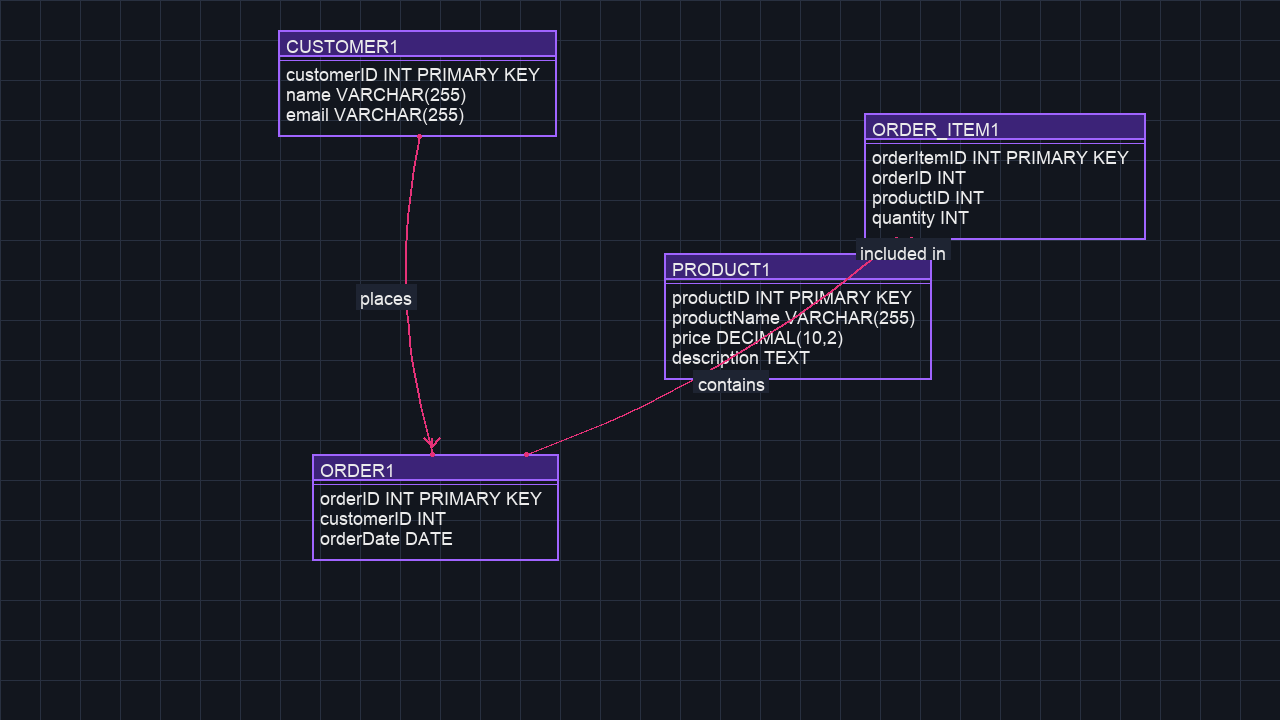 CUSTOMER1
customerID INT PRIMARY KEY
name VARCHAR(255)
email VARCHAR(255)
ORDER_ITEM1
orderItemID INT PRIMARY KEY
orderID INT
productID INT
quantity INT
included in
PRODUCT1
productID INT PRIMARY KEY
productName VARCHAR(255)
price DECIMAL(10,2)
description TEXT
contains
places
ORDER1
orderID INT PRIMARY KEY
customerID INT
orderDate DATE